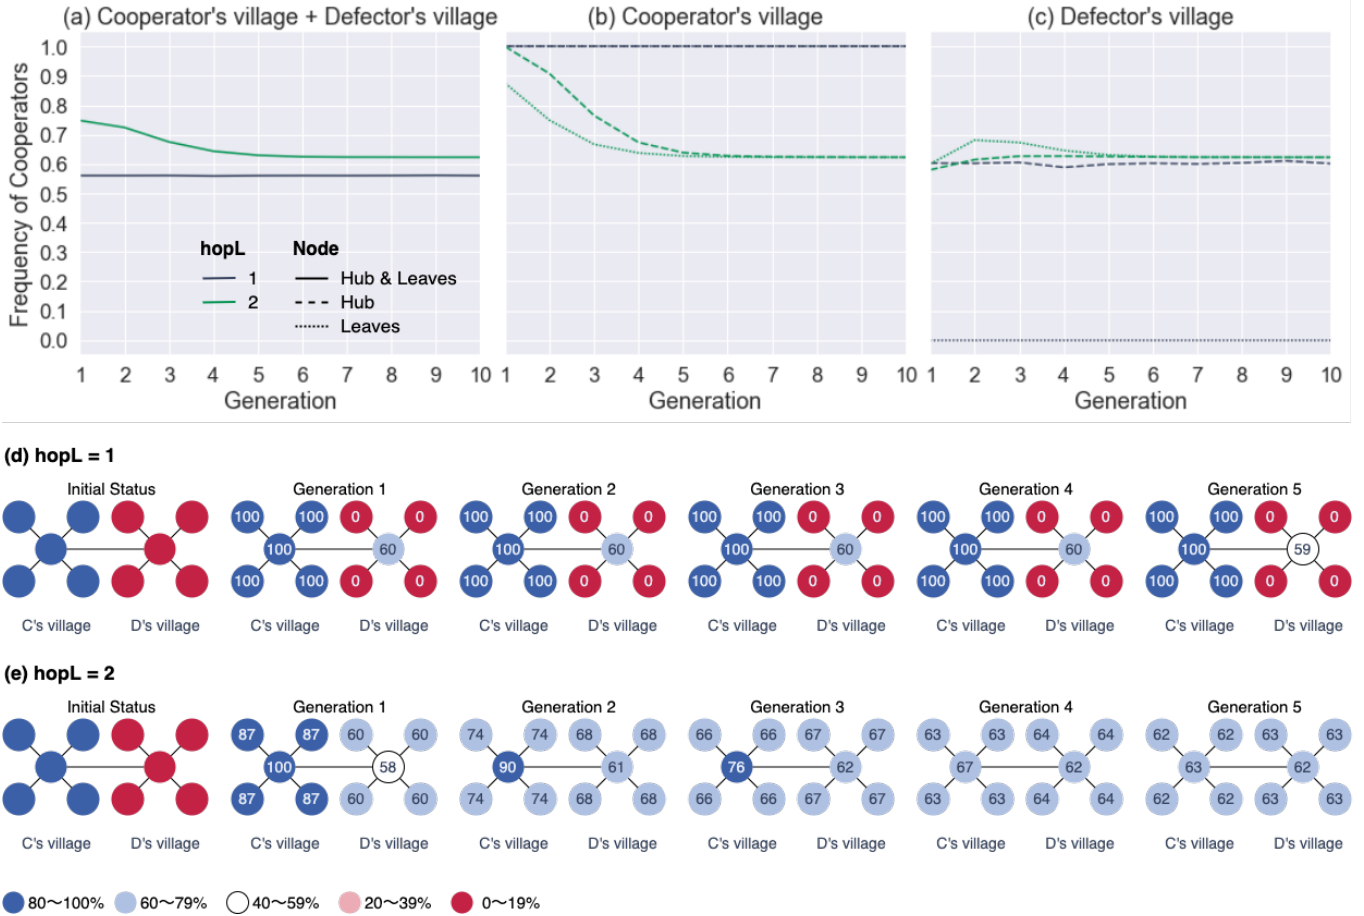 (a) Cooperator's village + Defector's village (b) Cooperator's village (c) Defector's village
Frequency of Cooperators
1.0
0.9
0.8
0.7
0.6
0.5
0.4
0.3
0.2
0.1
0.0
hopL Node
1 Hub & Leaves
2 Hub
Leaves
1 2 3 4 5 6 7 8 9 10 1 2 3 4 5 6 7 8 9 10 1 2 3 4 5 6 7 8 9 10
Generation Generation Generation
(d) hopL = 1
Initial Status Generation 1 Generation 2 Generation 3 Generation 4 Generation 5
100 100 0 0 100 100 0 0 100 100 0 0 100 100 0 0 100 100 0 0
100 60 100 60 100 60 100 60 100 59
100 100 0 0 100 100 0 0 100 100 0 0 100 100 0 0 100 100 0 0
C's village D's village C's village D's village C's village D's village C's village D's village C's village D's village C's village D's village
(e) hopL = 2
Initial Status Generation 1 Generation 2 Generation 3 Generation 4 Generation 5
87 87 60 60 74 74 68 68 66 66 67 67 63 63 64 64 62 62 63 63
100 58 90 61 76 62 67 62 63 62
87 87 60 60 74 74 68 68 66 66 67 67 63 63 64 64 62 62 63 63
C's village D's village C's village D's village C's village D's village C's village D's village C's village D's village C's village D's village
80〜100% 60〜79% 40〜59% 20〜39% 0〜19%